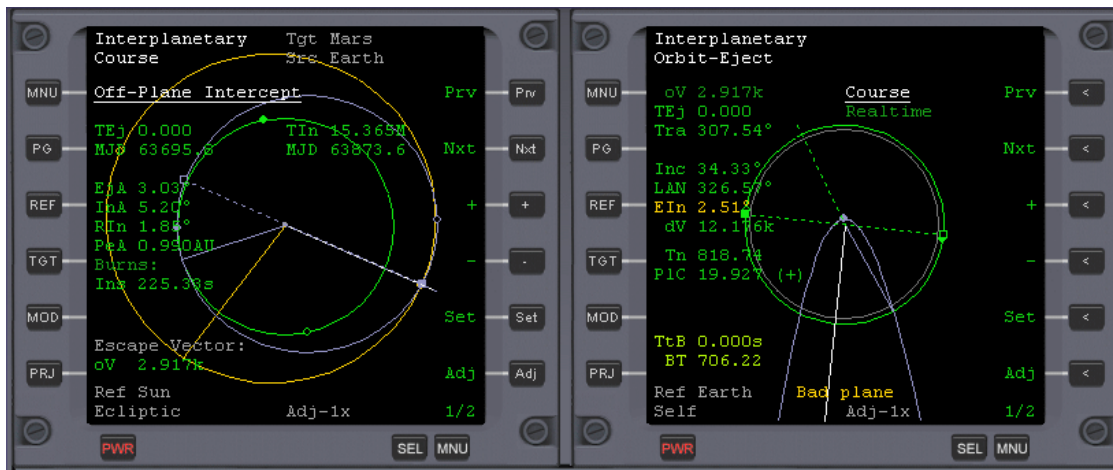 Interplanetary Tgt Mars
Course Src Earth
Off-Plane Intercept Prv
TEj 0.000 TIn 15.365M
MJD 63695.6 MJD 63873.6
Nxt
EjA 3.03°
InA 5.20° +
RIn 1.85°
PeA 0.990AU
Burns: -
Ins 225.38s
Set
Escape Vector:
oV 2.917k
Adj
Ref Sun
Ecliptic Adj-1x 1/2
MNU
PG
REF
TGT
MOD
PRJ
Prv
Nxt
+
-
Set
Adj
PWR SEL MNU
Interplanetary
Orbit-Eject
oV 2.917k Course Prv
TEj 0.000 Realtime
Tra 307.54°
Nxt
Inc 34.33°
LAN 326.57°
EIn 2.51° +
dV 12.176k
Tn 818.74 -
PlC 19.927 (+)
Set
TtB 0.000s
BT 706.22
Adj
Ref Earth Bad plane
Self Adj-1x 1/2
MNU
PG
REF
TGT
MOD
PRJ
<
<
<
<
<
<
PWR SEL MNU